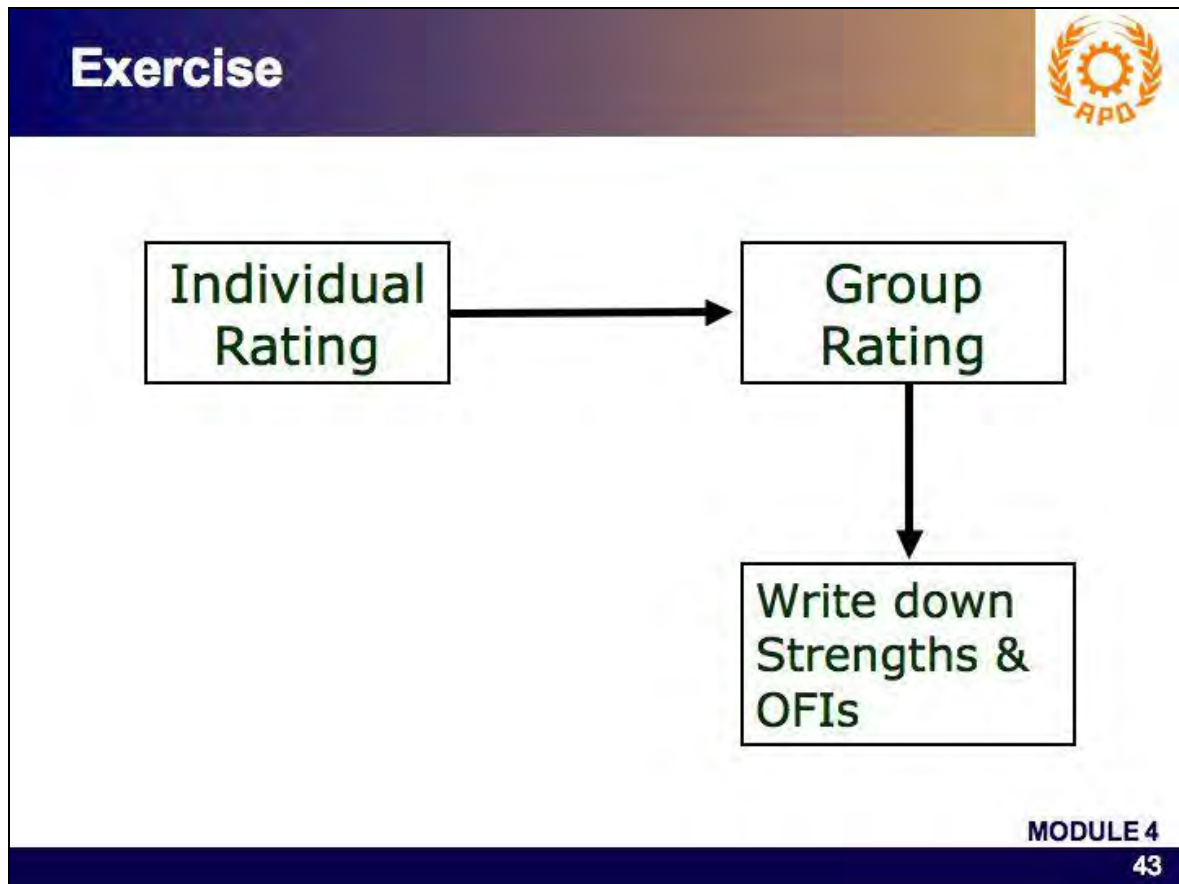 Exercise
APO
Individual
Rating
Group
Rating
Write down
Strengths &
OFIs
MODULE 4
43